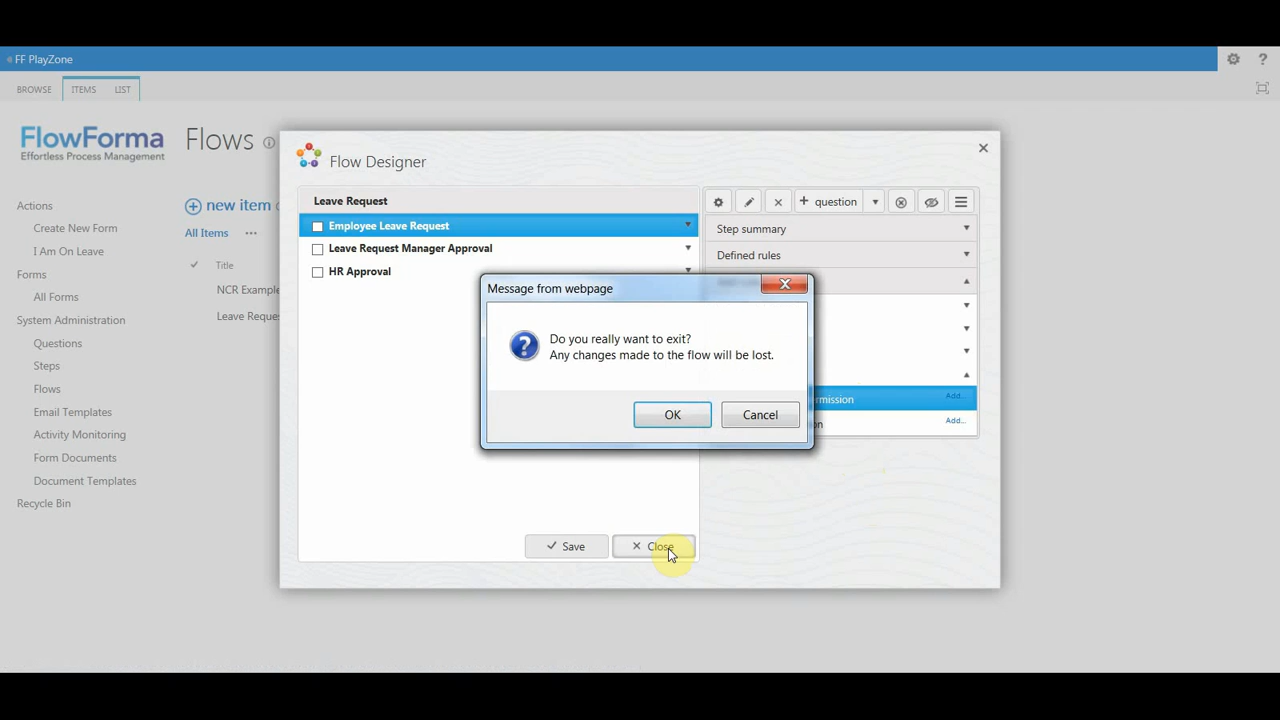 FF PlayZone
?
BROWSE ITEMS LIST
FlowForma
Effortless Process Management
Flows
Flow Designer
Actions
Create New Form
I Am On Leave
Forms
All Forms
System Administration
Questions
Steps
Flows
Email Templates
Activity Monitoring
Form Documents
Document Templates
Recycle Bin
new item
All Items
Title
NCR Example
Leave Reques
Leave Request
Employee Leave Request
Leave Request Manager Approval
HR Approval
+ question
Step summary
Defined rules
rmission Add...
on Add...
Message from webpage
Do you really want to exit?
Any changes made to the flow will be lost.
OK Cancel
Save Close